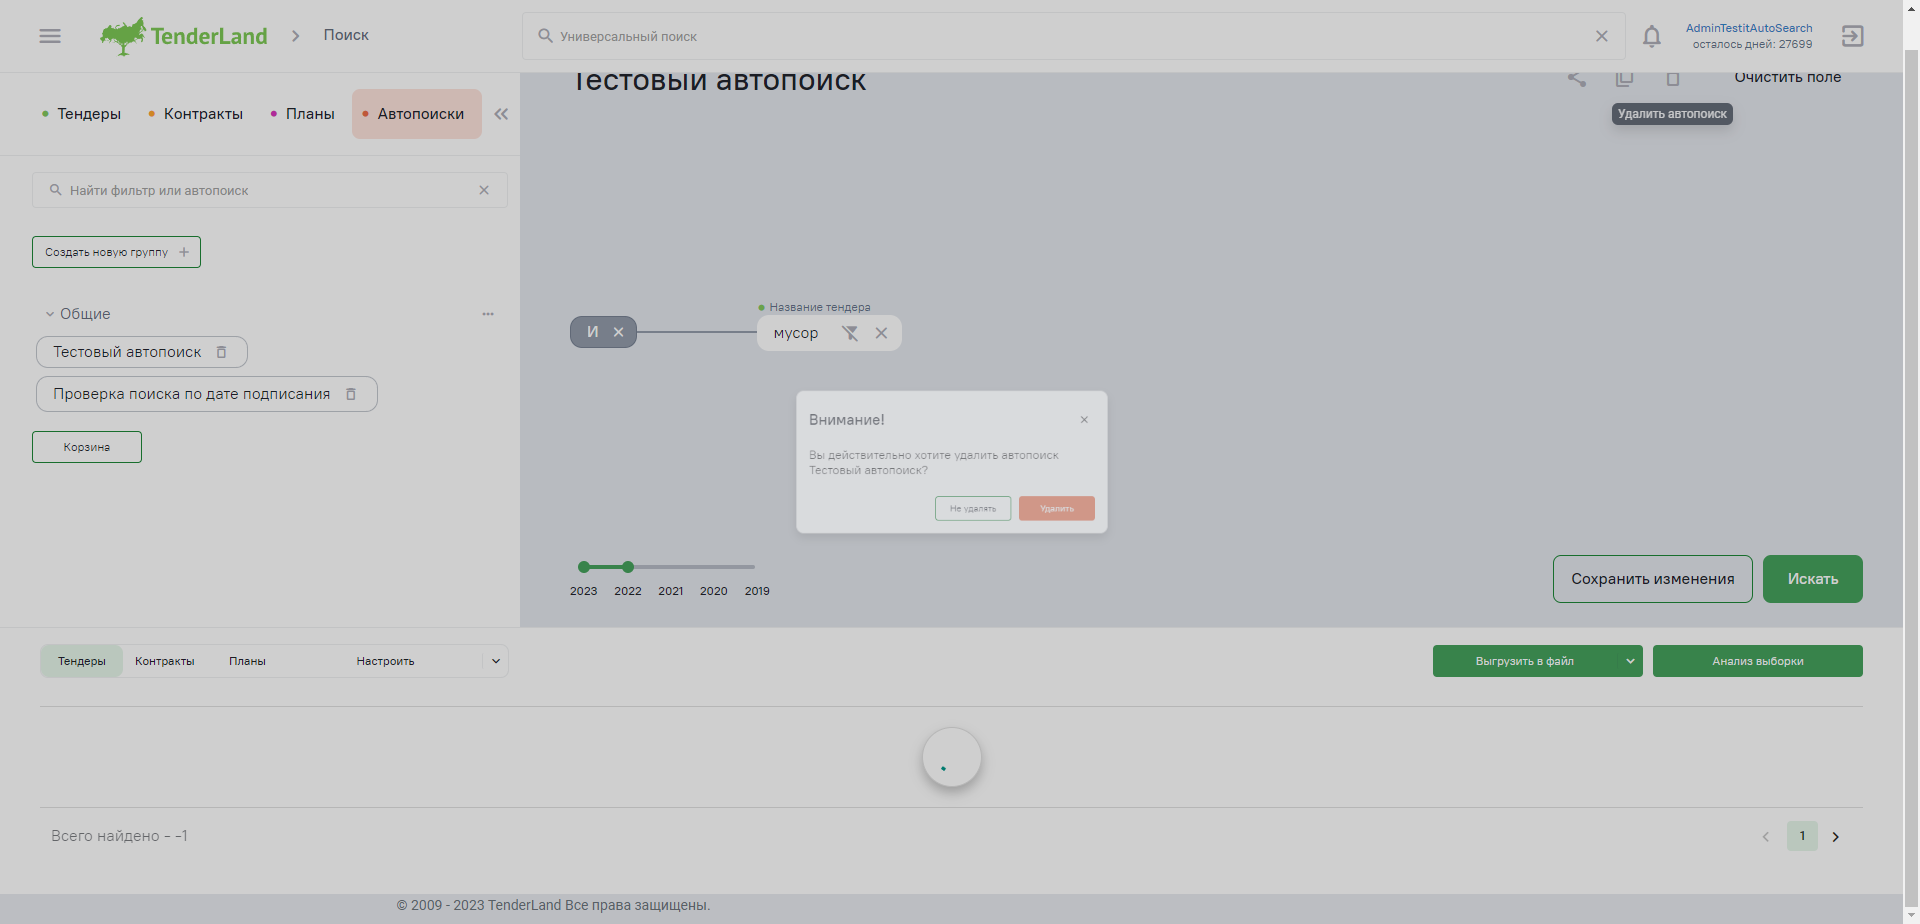 TenderLand
Поиск
Универсальный поиск
AdminTestitAutoSearch
осталось дней: 27699
Тендеры
Контракты
Планы
Автопоиски
Тестовый автопоиск
Очистить поле
Удалить автопоиск
Найти фильтр или автопоиск
Создать новую группу
Общие
Тестовый автопоиск
Проверка поиска по дате подписания
Корзина
Название тендера
И
мусор
Внимание!
Вы действительно хотите удалить автопоиск
Тестовый автопоиск?
Не удалять
Удалить
2023 2022 2021 2020 2019
Сохранить изменения
Искать
Тендеры
Контракты
Планы
Настроить
Выгрузить в файл
Анализ выборки
Всего найдено - -1
1
© 2009 - 2023 TenderLand Все права защищены.